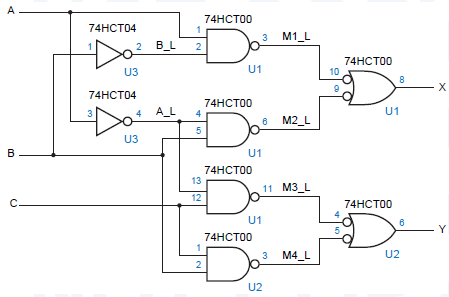 A
74HCT04
74HCT00
1 2 B_L
1
2
3 M1_L
U3
U1
74HCT00
10
9
8 X
U1
74HCT04
3 4 A_L
U3
74HCT00
4
5
6 M2_L
U1
B
74HCT00
13
12
11 M3_L
U1
C
74HCT00
4
5
6 Y
U2
74HCT00
1
2
3 M4_L
U2